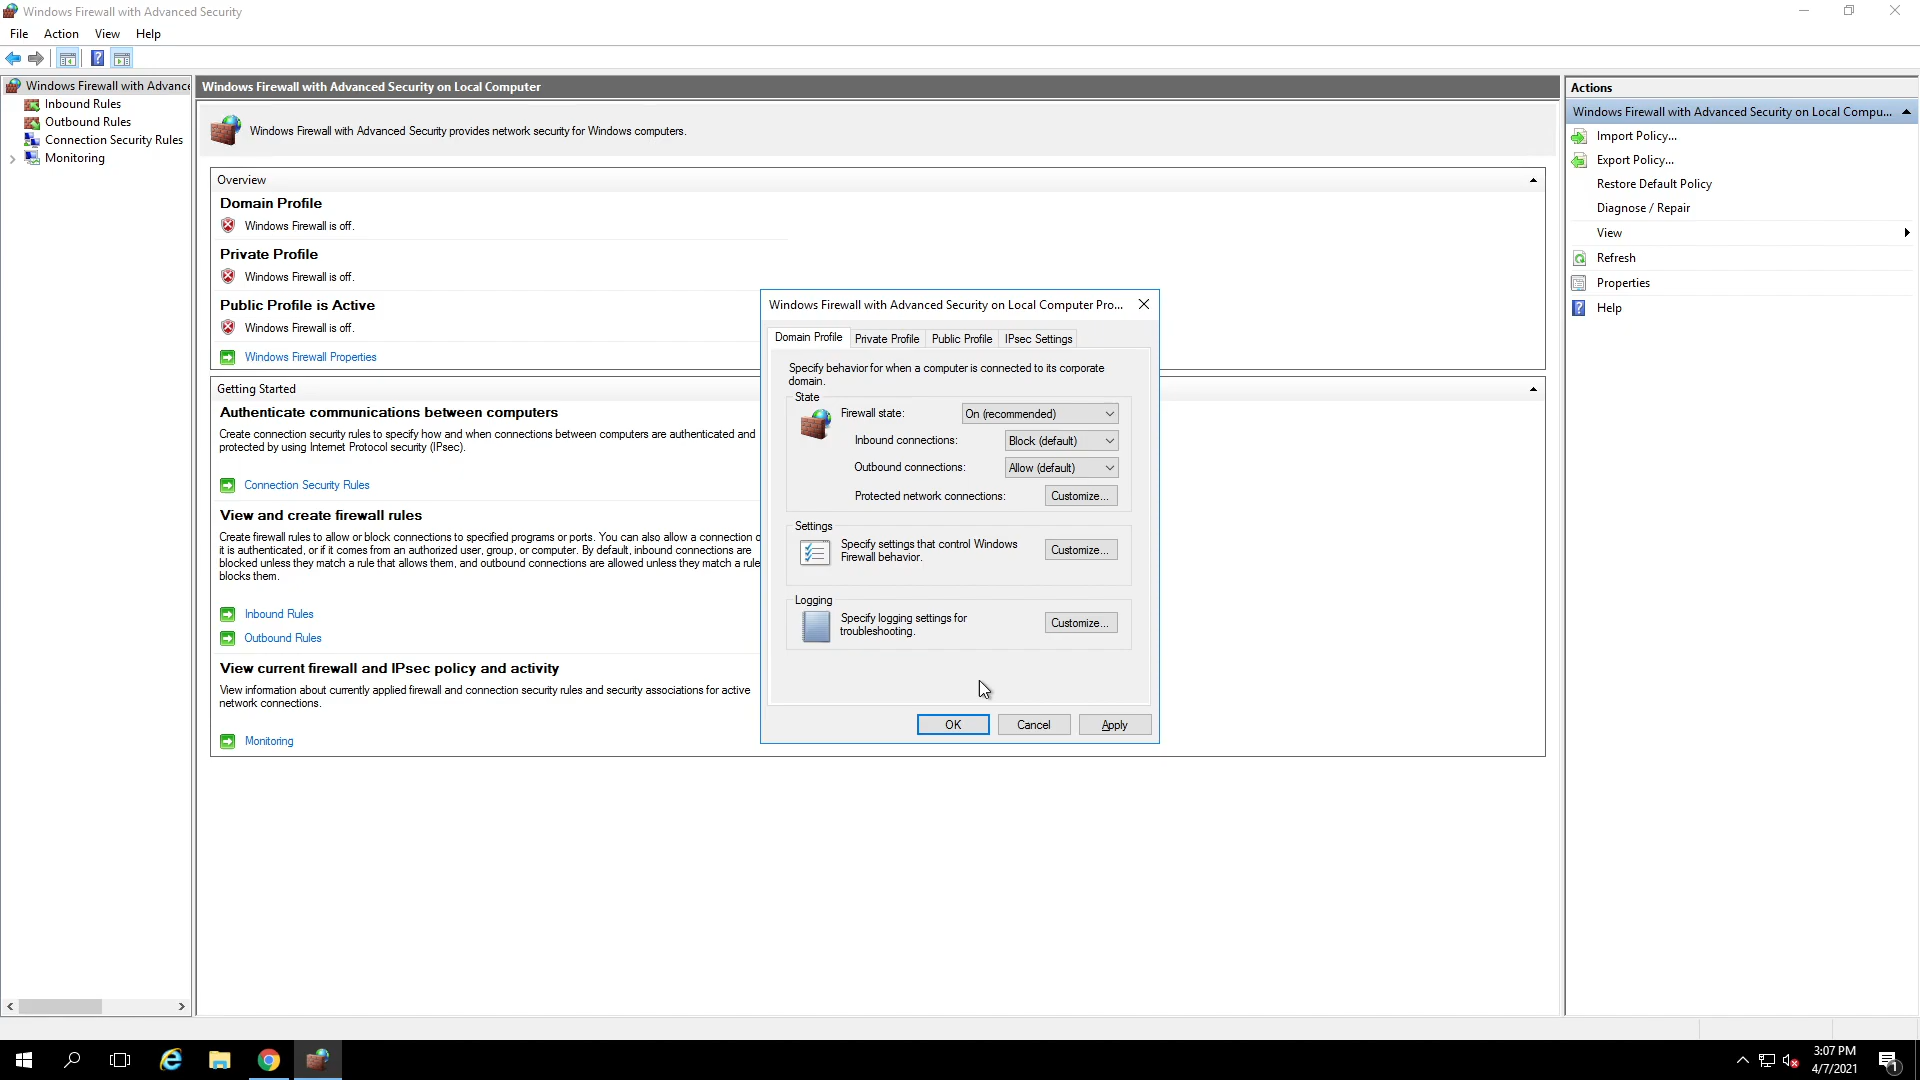 Windows Firewall with Advanced Security
File Action View Help
Windows Firewall with Advance
Inbound Rules
Outbound Rules
Connection Security Rules
Monitoring
Windows Firewall with Advanced Security on Local Computer
Windows Firewall with Advanced Security provides network security for Windows computers.
Overview
Domain Profile
Windows Firewall is off.
Private Profile
Windows Firewall is off.
Public Profile is Active
Windows Firewall is off.
Windows Firewall Properties
Getting Started
Authenticate communications between computers
Create connection security rules to specify how and when connections between computers are authenticated and
protected by using Internet Protocol security (IPsec).
Connection Security Rules
View and create firewall rules
Create firewall rules to allow or block connections to specified programs or ports. You can also allow a connection o
it is authenticated, or if it comes from an authorized user, group, or computer. By default, inbound connections are
blocked unless they match a rule that allows them, and outbound connections are allowed unless they match a rule
blocks them.
Inbound Rules
Outbound Rules
View current firewall and IPsec policy and activity
View information about currently applied firewall and connection security rules and security associations for active
network connections.
Monitoring
Windows Firewall with Advanced Security on Local Computer Pro...
Domain Profile Private Profile Public Profile IPsec Settings
Specify behavior for when a computer is connected to its corporate
domain.
State
Firewall state: On (recommended)
Inbound connections: Block (default)
Outbound connections: Allow (default)
Protected network connections: Customize...
Settings
Specify settings that control Windows
Firewall behavior.
Customize...
Logging
Specify logging settings for
troubleshooting.
Customize...
OK Cancel Apply
Actions
Windows Firewall with Advanced Security on Local Compu...
Import Policy...
Export Policy...
Restore Default Policy
Diagnose / Repair
View
Refresh
Properties
Help
3:07 PM
4/7/2021
1